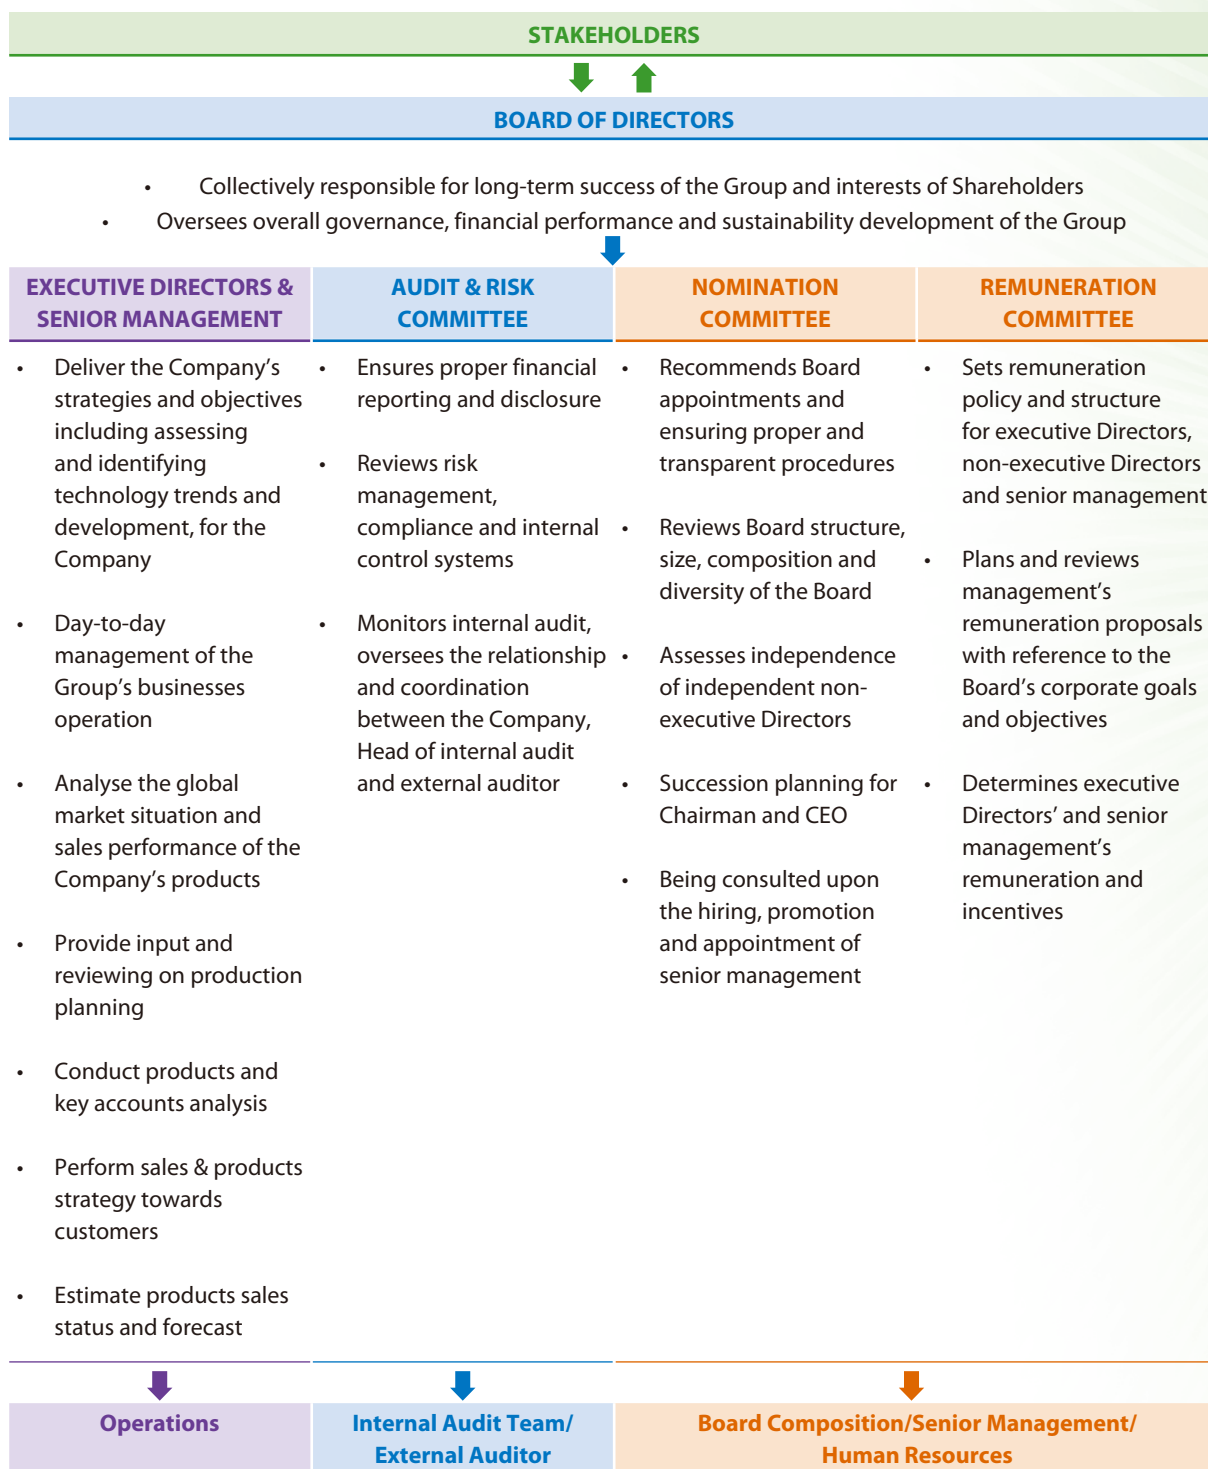 STAKEHOLDERS
BOARD OF DIRECTORS
• Collectively responsible for long-term success of the Group and interests of Shareholders
• Oversees overall governance, financial performance and sustainability development of the Group
EXECUTIVE DIRECTORS &
SENIOR MANAGEMENT
• Deliver the Company’s
strategies and objectives
including assessing
and identifying
technology trends and
development, for the
Company
• Day-to-day
management of the
Group’s businesses
operation
• Analyse the global
market situation and
sales performance of the
Company’s products
• Provide input and
reviewing on production
planning
• Conduct products and
key accounts analysis
• Perform sales & products
strategy towards
customers
• Estimate products sales
status and forecast
Operations
AUDIT & RISK
COMMITTEE
• Ensures proper financial
reporting and disclosure
• Reviews risk
management,
compliance and internal
control systems
• Monitors internal audit,
oversees the relationship
and coordination
between the Company,
Head of internal audit
and external auditor
Internal Audit Team/
External Auditor
NOMINATION
COMMITTEE
• Recommends Board
appointments and
ensuring proper and
transparent procedures
• Reviews Board structure,
size, composition and
diversity of the Board
• Assesses independence
of independent non-
executive Directors
• Succession planning for
Chairman and CEO
• Being consulted upon
the hiring, promotion
and appointment of
senior management
REMUNERATION
COMMITTEE
• Sets remuneration
policy and structure
for executive Directors,
non-executive Directors
and senior management
• Plans and reviews
management’s
remuneration proposals
with reference to the
Board’s corporate goals
and objectives
• Determines executive
Directors’ and senior
management’s
remuneration and
incentives
Board Composition/Senior Management/
Human Resources